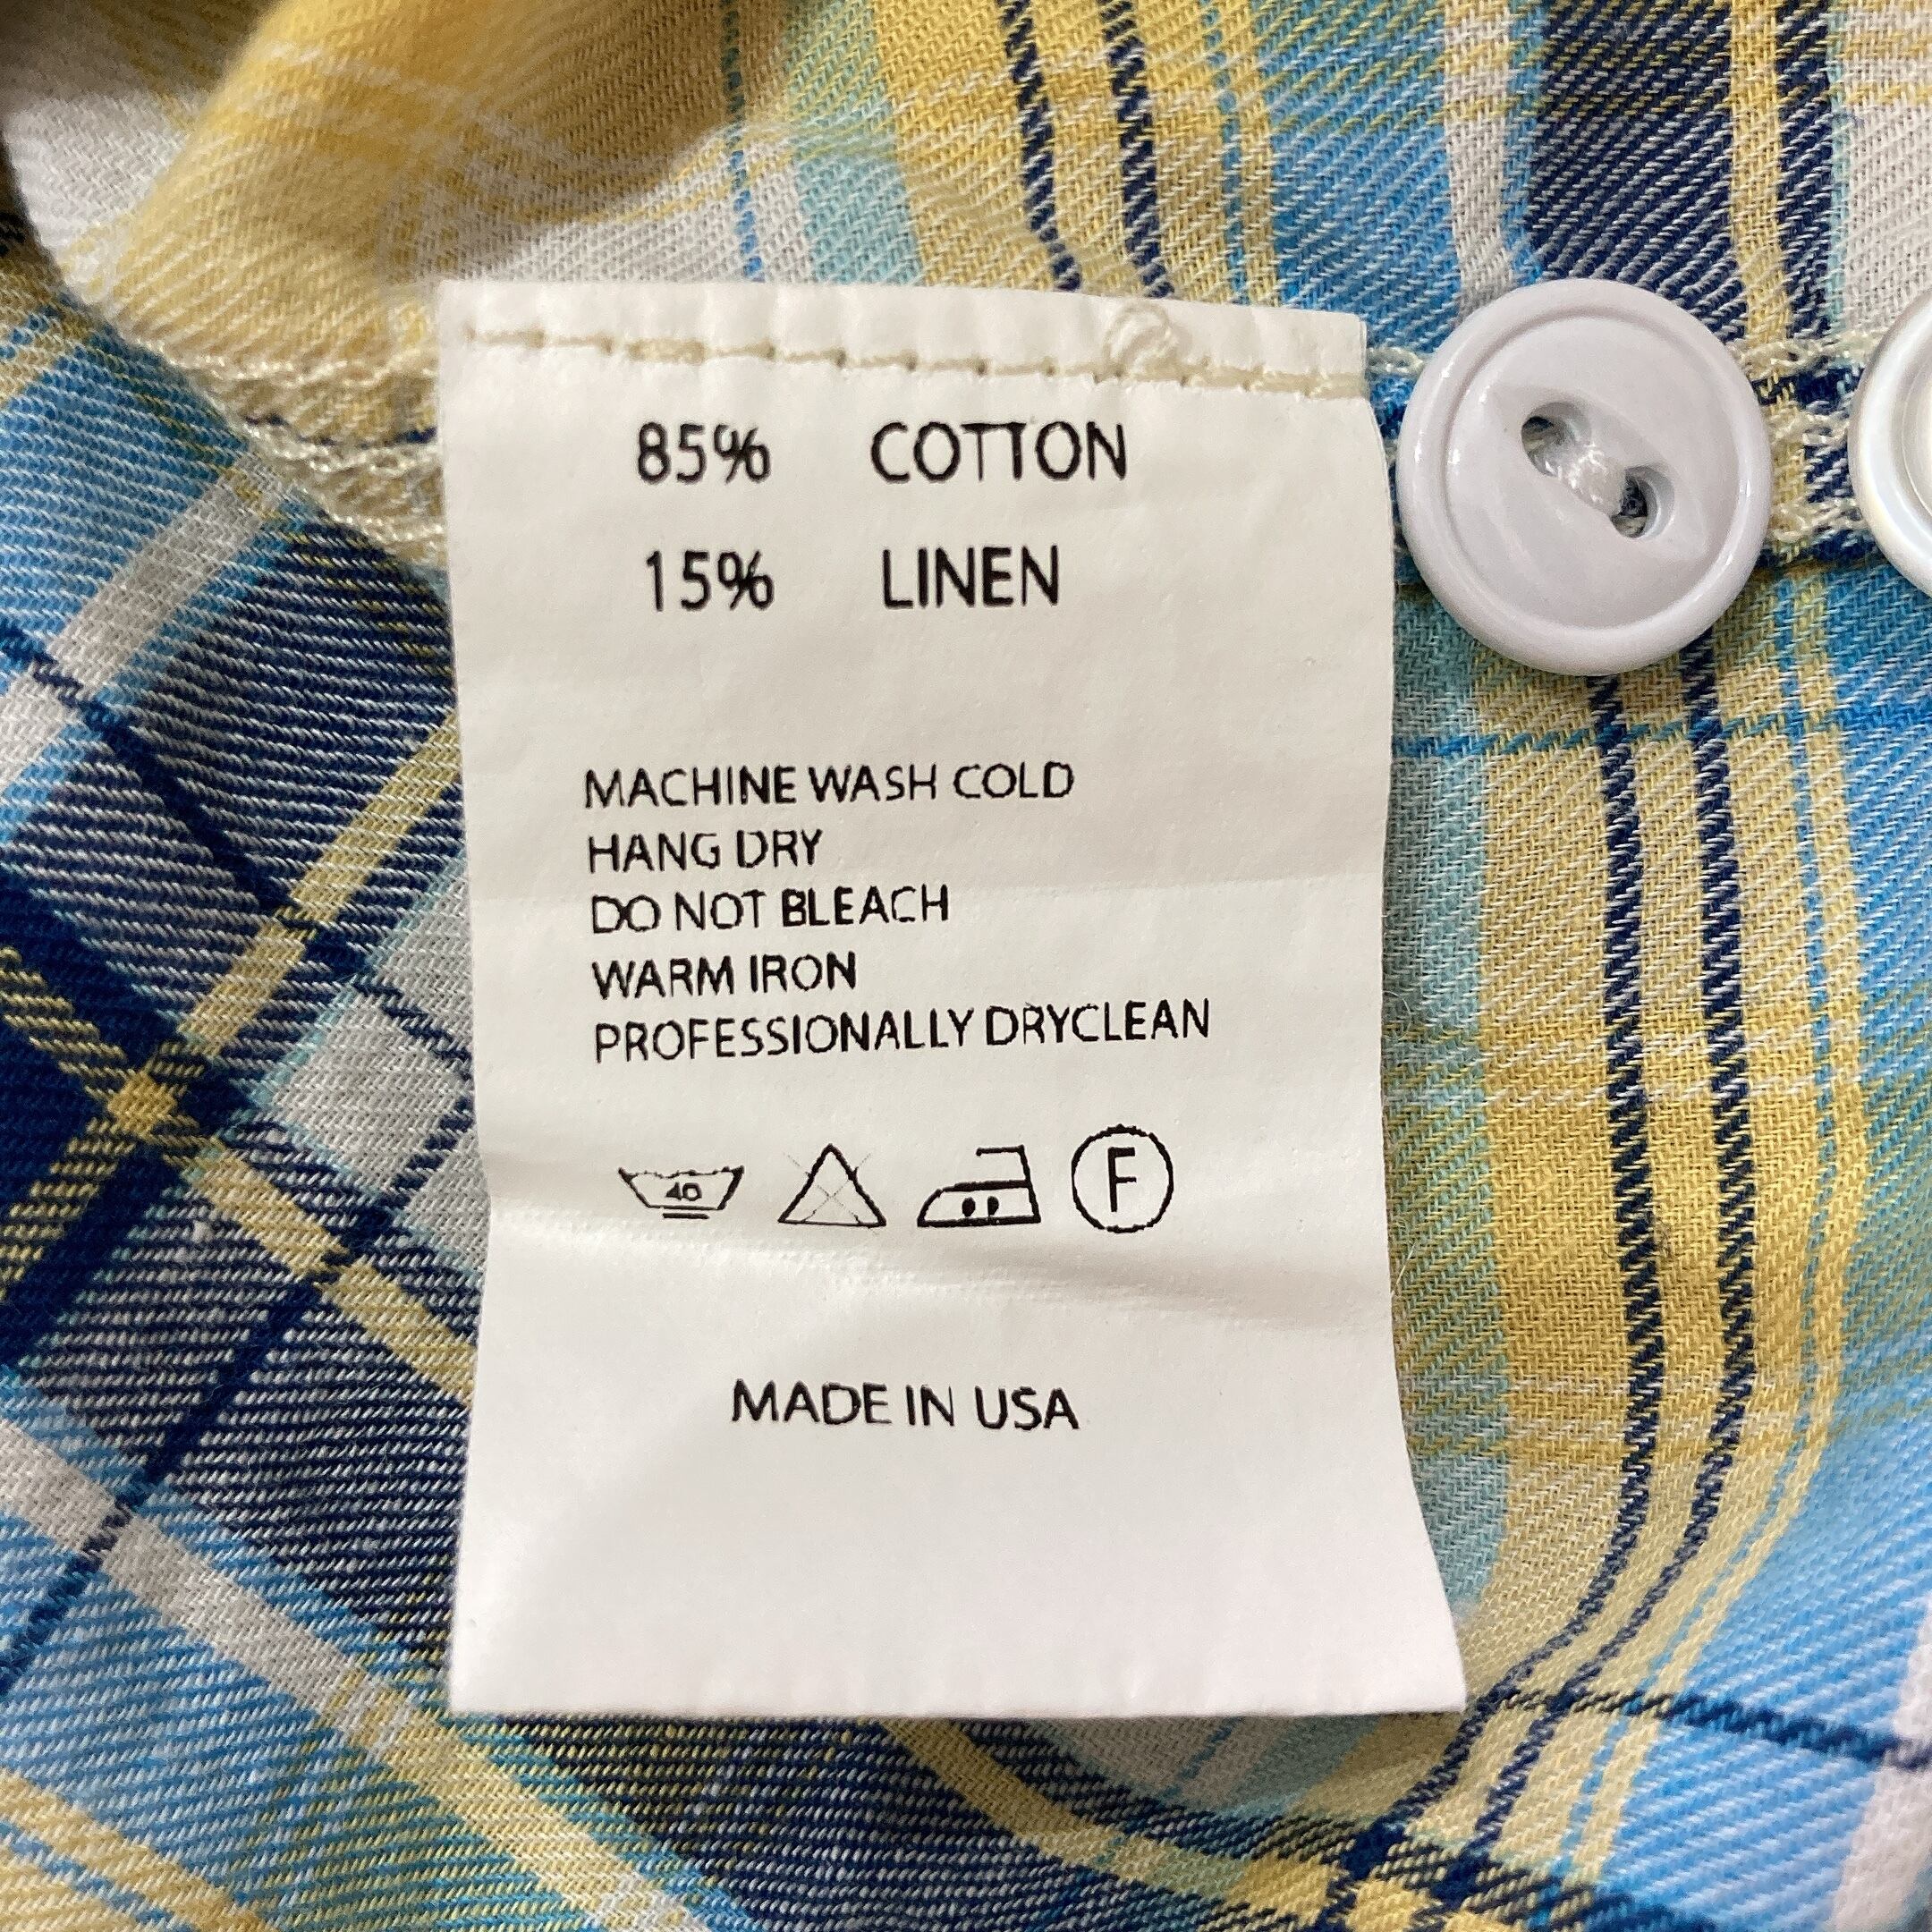 85% COTTON
15% LINEN
MACHINE WASH COLD
HANG DRY
DO NOT BLEACH
WARM IRON
PROFESSIONALLY DRYCLEAN
40 F
MADE IN USA